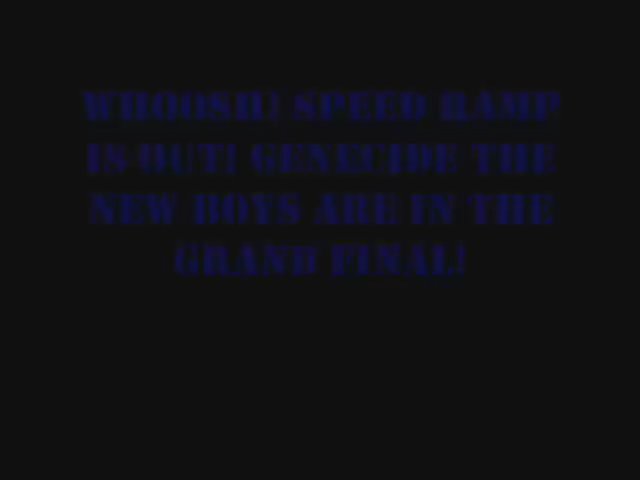 WHOOSH! SPEED RAMP
IS OUT! GENECIDE THE
NEW BOYS ARE IN THE
GRAND FINAL!